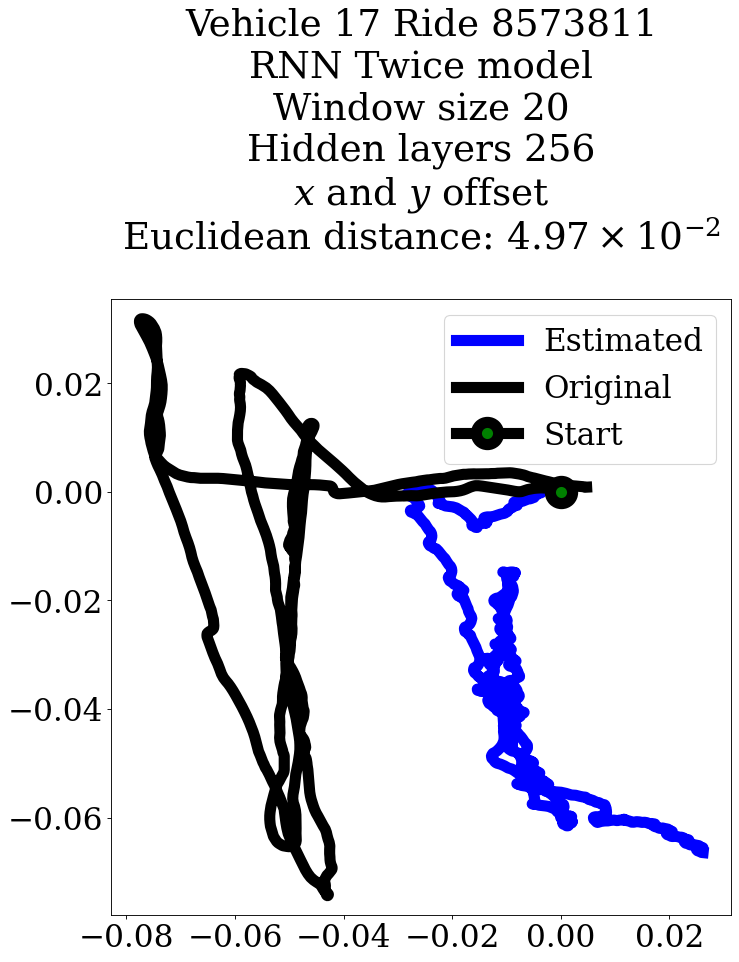 Vehicle 17 Ride 8573811
RNN Twice model
Window size 20
Hidden layers 256
x and y offset
Euclidean distance: 4.97 × 10⁻²
Estimated
Original
Start
0.02
0.00
−0.02
−0.04
−0.06
−0.08 −0.06 −0.04 −0.02 0.00 0.02